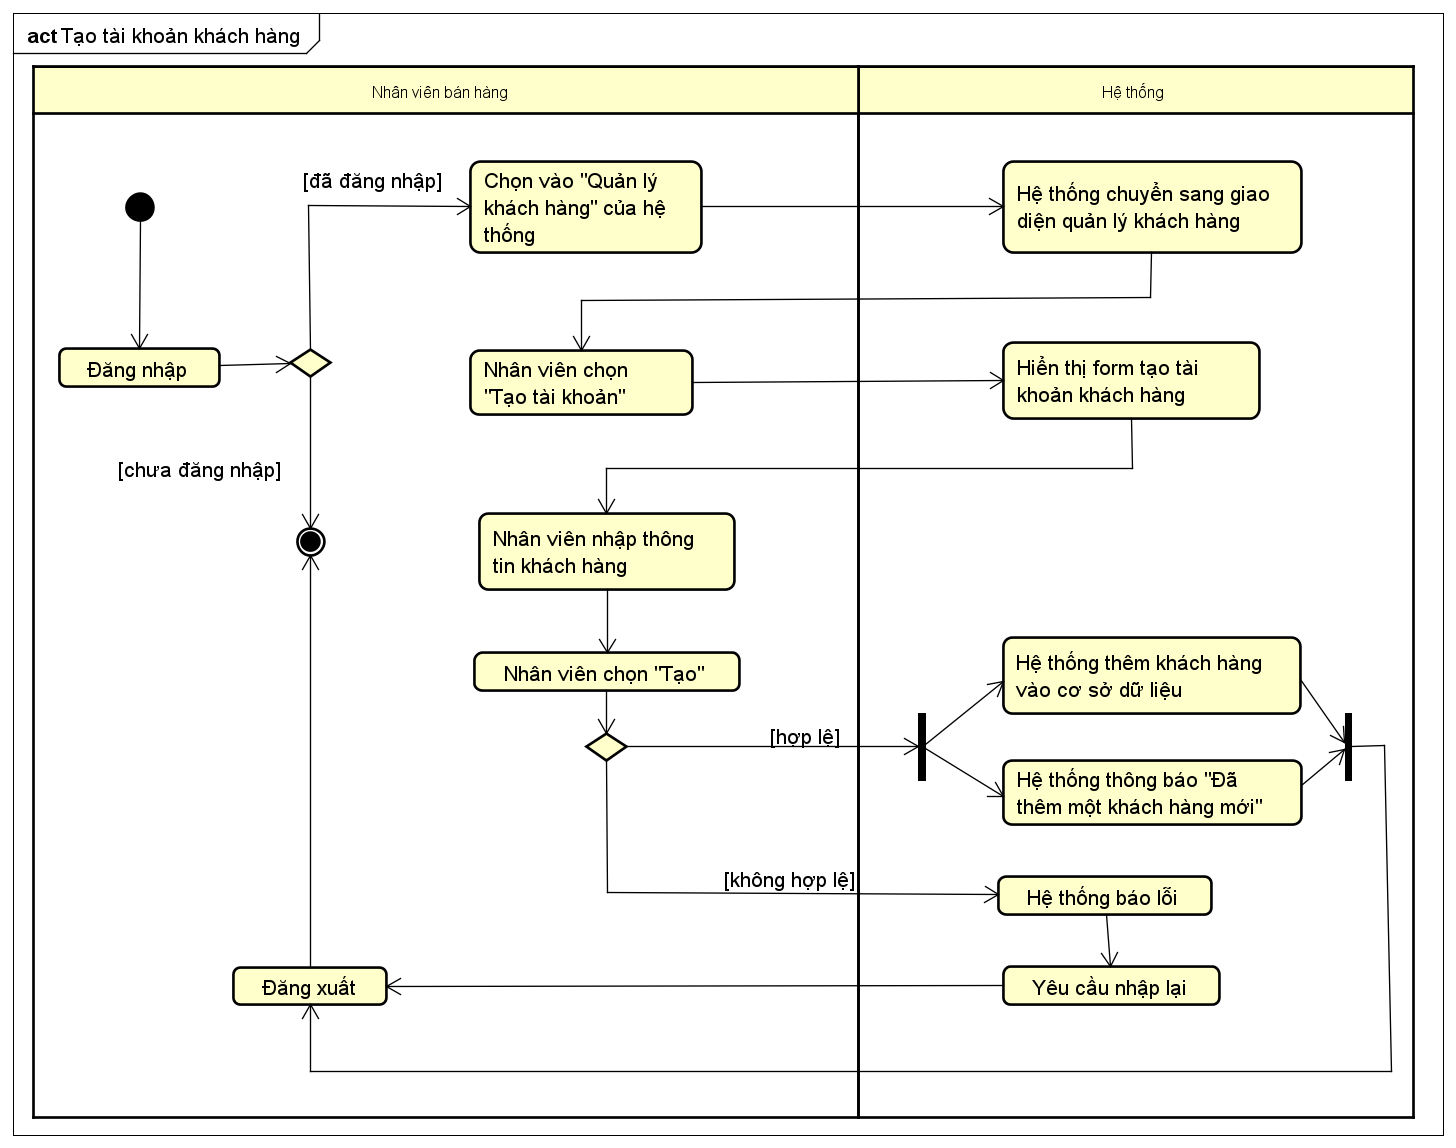 act Tạo tài khoản khách hàng
Nhân viên bán hàng
Hệ thống
[đã đăng nhập]
Chọn vào "Quản lý
khách hàng" của hệ
thống
Hệ thống chuyển sang giao
diện quản lý khách hàng
Đăng nhập
Nhân viên chọn
"Tạo tài khoản"
Hiển thị form tạo tài
khoản khách hàng
[chưa đăng nhập]
Nhân viên nhập thông
tin khách hàng
Nhân viên chọn "Tạo"
Hệ thống thêm khách hàng
vào cơ sở dữ liệu
[hợp lệ]
Hệ thống thông báo "Đã
thêm một khách hàng mới"
[không hợp lệ]
Hệ thống báo lỗi
Đăng xuất
Yêu cầu nhập lại